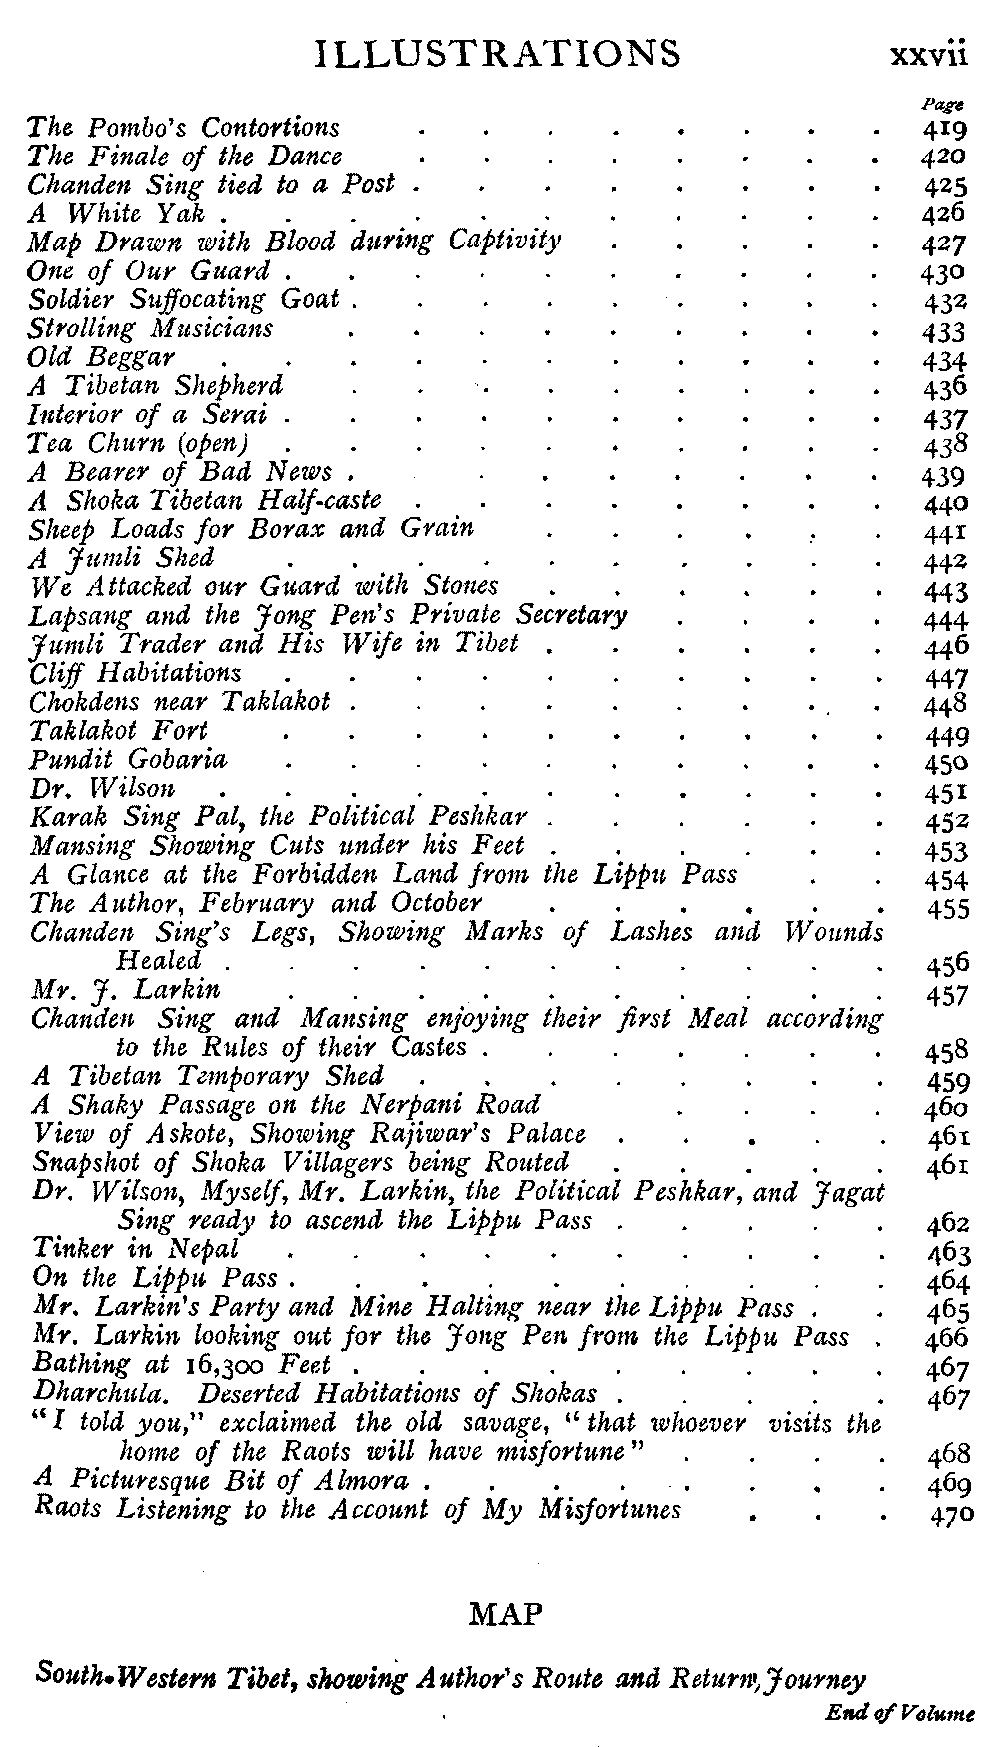 ILLUSTRATIONS xxvii
Page
The Pombo's Contortions . . . . . . . . 419
The Finale of the Dance . . . . . . . . 420
Chanden Sing tied to a Post . . . . . . . . 425
A White Yak . . . . . . . . . . . 426
Map Drawn with Blood during Captivity . . . . . 427
One of Our Guard . . . . . . . . . . 430
Soldier Suffocating Goat . . . . . . . . . 432
Strolling Musicians . . . . . . . . . 433
Old Beggar . . . . . . . . . . . 434
A Tibetan Shepherd . . . . . . . . . 436
Interior of a Serai . . . . . . . . . . 437
Tea Churn (open) . . . . . . . . . . 438
A Bearer of Bad News . . . . . . . . 439
A Shoka Tibetan Half-caste . . . . . . . . 440
Sheep Loads for Borax and Grain . . . . . . 441
A Jumli Shed . . . . . . . . . . 442
We Attacked our Guard with Stones . . . . . . 443
Lapsang and the Jong Pen's Private Secretary . . . . 444
Jumli Trader and His Wife in Tibet . . . . . . 446
Cliff Habitations . . . . . . . . . . 447
Chokdens near Taklakot . . . . . . . . . 448
Taklakot Fort . . . . . . . . . . 449
Pundit Gobaria . . . . . . . . . . 450
Dr. Wilson . . . . . . . . . . . 451
Karak Sing Pal, the Political Peshkar . . . . . . 452
Mansing Showing Cuts under his Feet . . . . . . 453
A Glance at the Forbidden Land from the Lippu Pass . . 454
The Author, February and October . . . . . . 455
Chanden Sing's Legs, Showing Marks of Lashes and Wounds
Healed . . . . . . . . . . . 456
Mr. J. Larkin . . . . . . . . . . 457
Chanden Sing and Mansing enjoying their first Meal according
to the Rules of their Castes . . . . . . . 458
A Tibetan Temporary Shed . . . . . . . . 459
A Shaky Passage on the Nerpani Road . . . . 460
View of Askote, Showing Rajiwar's Palace . . . . . 461
Snapshot of Shoka Villagers being Routed . . . . . 461
Dr. Wilson, Myself, Mr. Larkin, the Political Peshkar, and Jagat
Sing ready to ascend the Lippu Pass . . . . . 462
Tinker in Nepal . . . . . . . . . . 463
On the Lippu Pass . . . . . . . . . . 464
Mr. Larkin's Party and Mine Halting near the Lippu Pass . . 465
Mr. Larkin looking out for the Jong Pen from the Lippu Pass . 466
Bathing at 16,300 Feet . . . . . . . . . 467
Dharchula. Deserted Habitations of Shokas . . . . . 467
"I told you," exclaimed the old savage, "that whoever visits the
home of the Raots will have misfortune" . . . . 468
A Picturesque Bit of Almora . . . . . . . . 469
Raots Listening to the Account of My Misfortunes . . . 470
MAP
South-Western Tibet, showing Author's Route and Return Journey
End of Volume